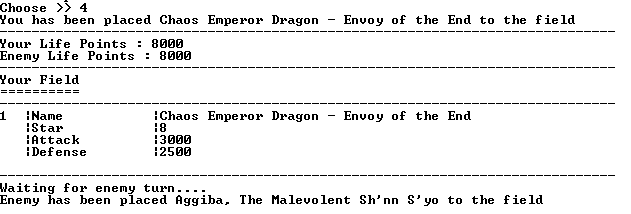 Choose >> 4
You has been placed Chaos Emperor Dragon - Envoy of the End to the field
Your Life Points : 8000
Enemy Life Points : 8000
Your Field
==========
1 |Name |Chaos Emperor Dragon - Envoy of the End
|Star |8
|Attack |3000
|Defense |2500
Waiting for enemy turn....
Enemy has been placed Aggiba, The Malevolent Sh'nn S'yo to the field